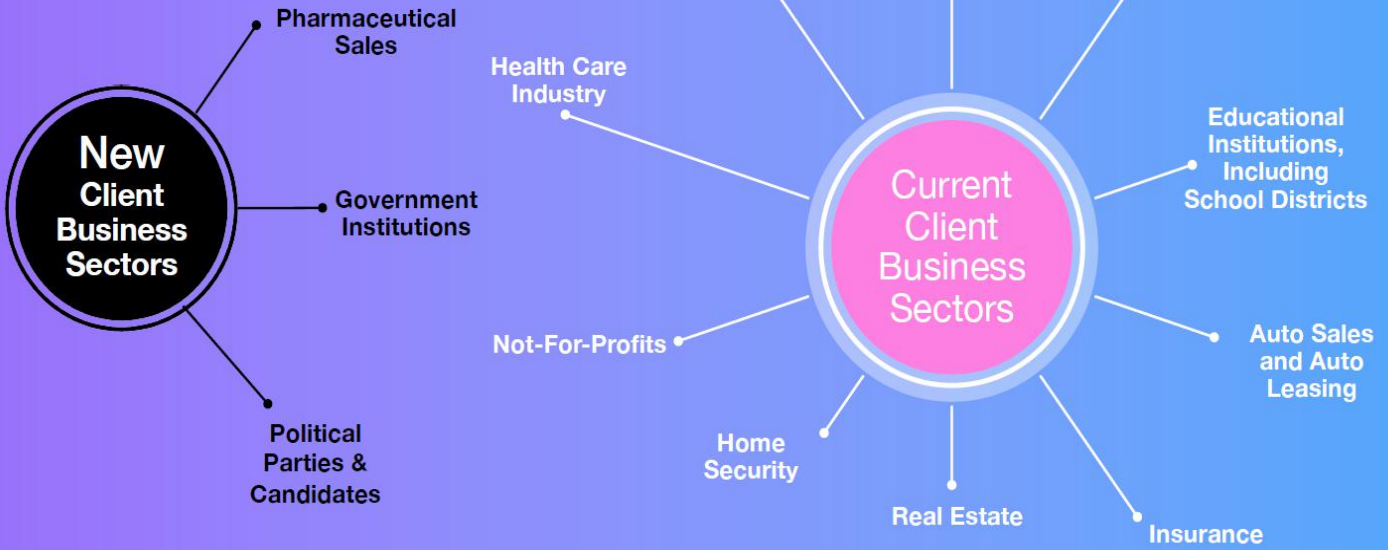 Pharmaceutical
Sales
New
Client
Business
Sectors
Government
Institutions
Political
Parties &
Candidates
Health Care
Industry
Current
Client
Business
Sectors
Educational
Institutions,
Including
School Districts
Not-For-Profits
Auto Sales
and Auto
Leasing
Home
Security
Real Estate
Insurance